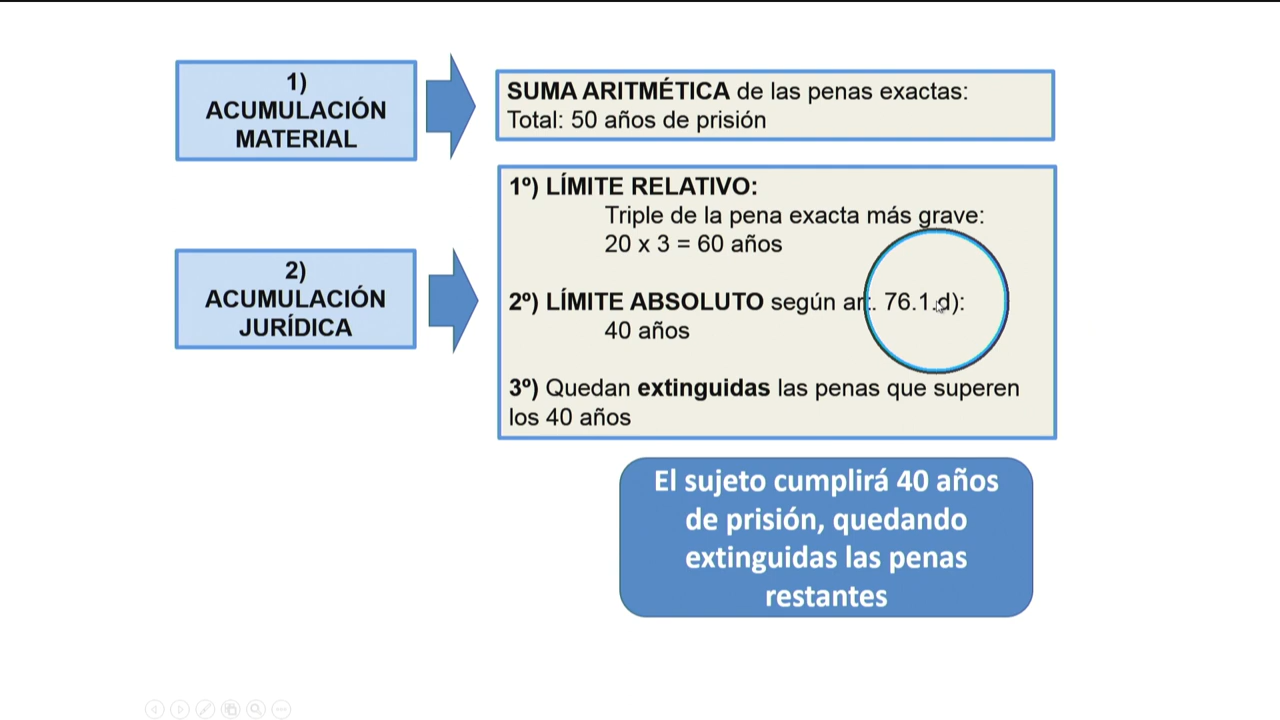 1)
ACUMULACIÓN
MATERIAL
SUMA ARITMÉTICA de las penas exactas:
Total: 50 años de prisión
2)
ACUMULACIÓN
JURÍDICA
1º) LÍMITE RELATIVO:
Triple de la pena exacta más grave:
20 x 3 = 60 años
2º) LÍMITE ABSOLUTO según art. 76.1.d):
40 años
3º) Quedan extinguidas las penas que superen
los 40 años
El sujeto cumplirá 40 años
de prisión, quedando
extinguidas las penas
restantes